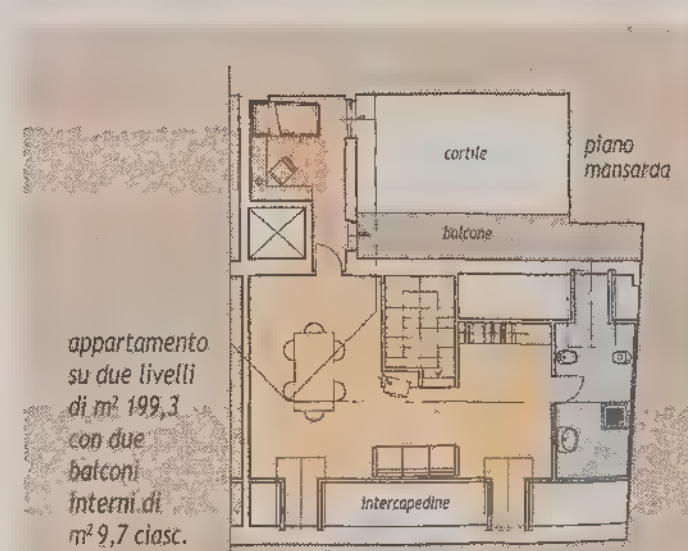 cortile
piano
mansarda
balcone
appartamento
su due livelli
di m² 199,3
con due
balconi
interni di
m² 9,7 ciasc.
intercapedine